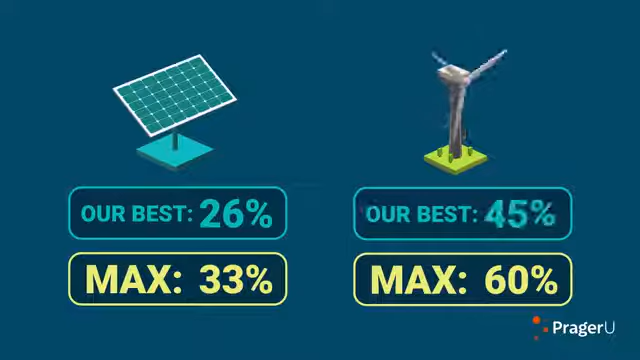 OUR BEST: 26%
MAX: 33%
OUR BEST: 45%
MAX: 60%
PragerU